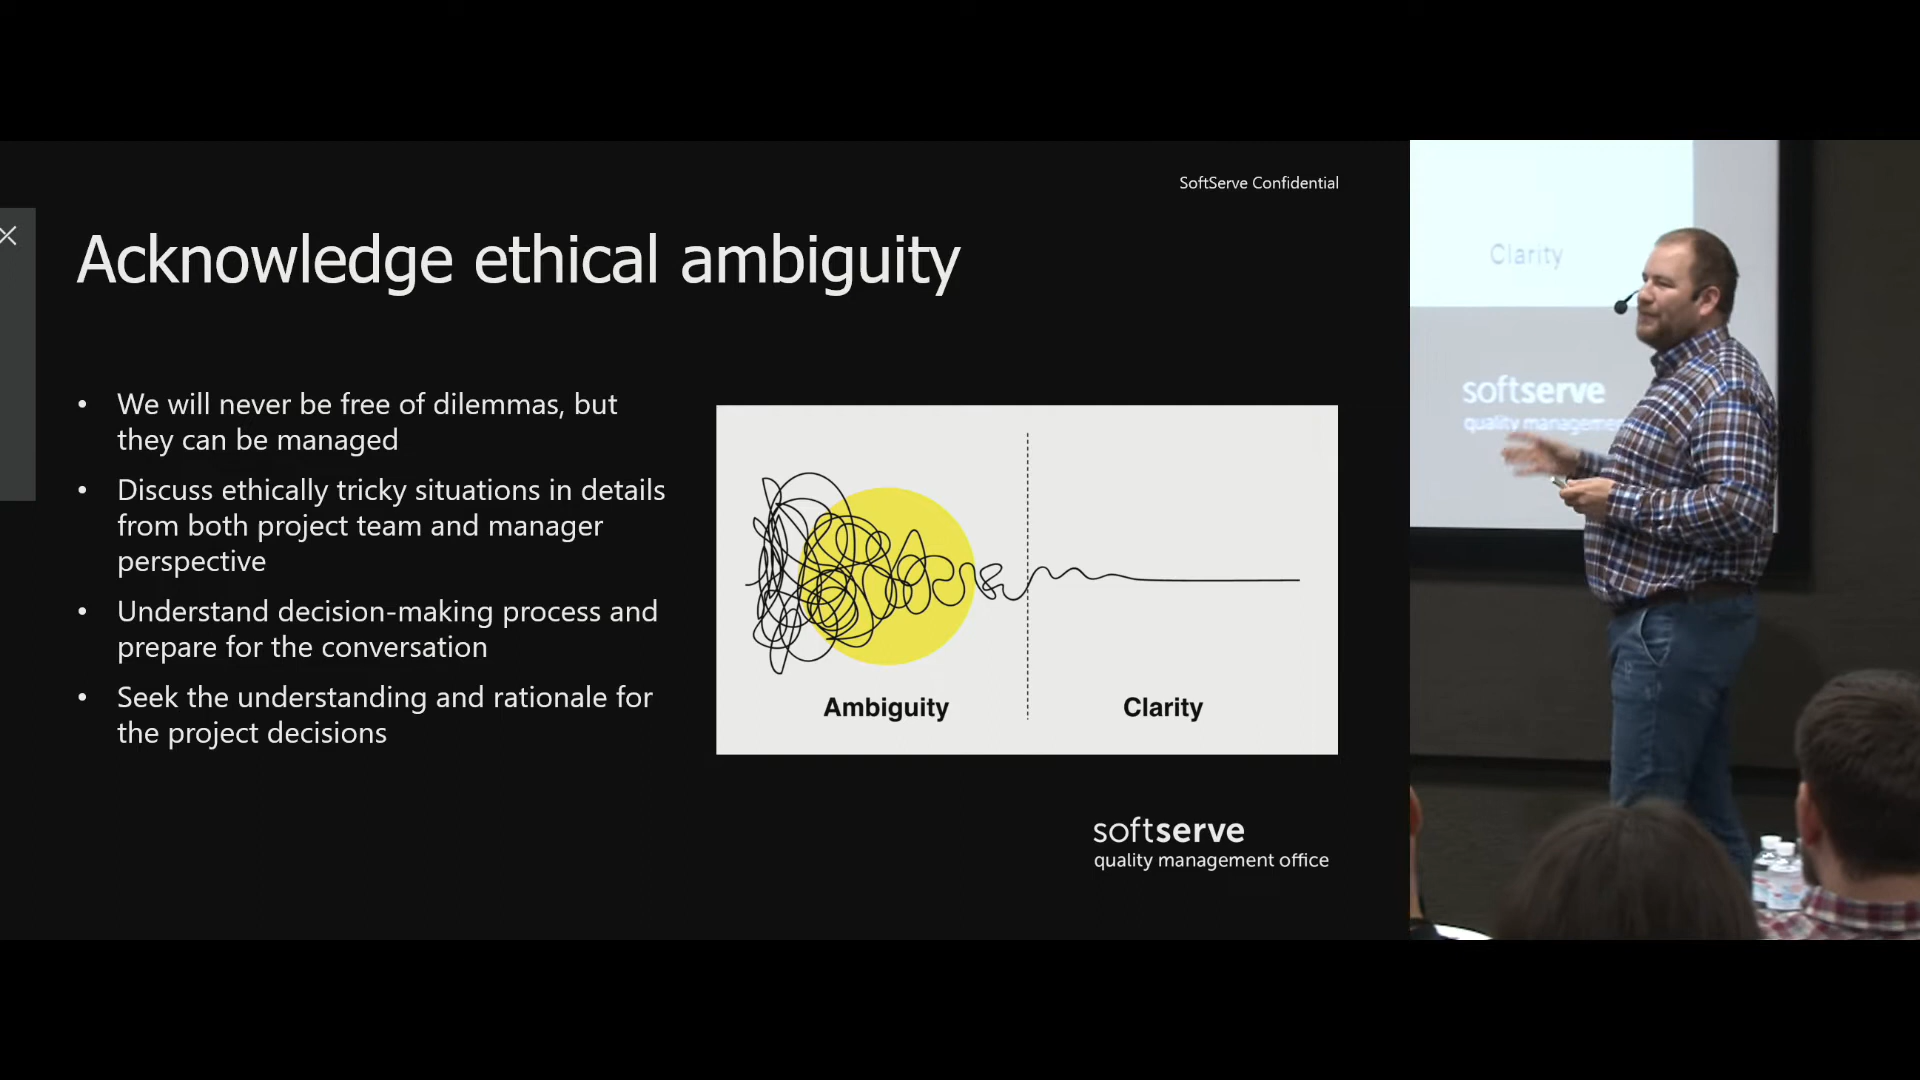 SoftServe Confidential
Acknowledge ethical ambiguity
• We will never be free of dilemmas, but
they can be managed
• Discuss ethically tricky situations in details
from both project team and manager
perspective
• Understand decision-making process and
prepare for the conversation
• Seek the understanding and rationale for
the project decisions
Ambiguity
Clarity
softserve
quality management office
Clarity
softserve
quality management